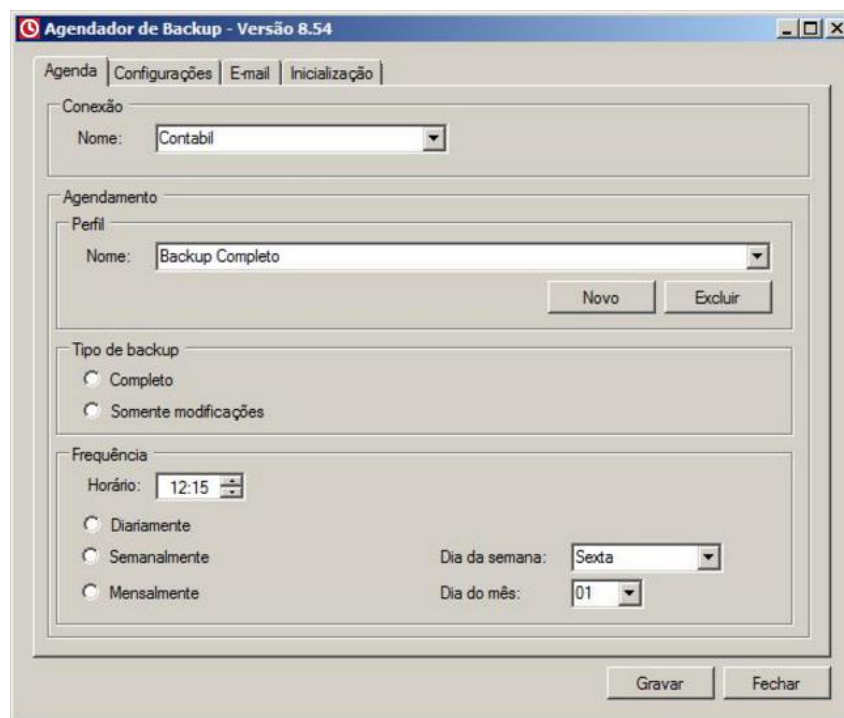 Agendador de Backup - Versão 8.54
Agenda Configurações E-mail Inicialização
Conexão
Nome: Contabil
Agendamento
Perfil
Nome: Backup Completo
Novo Excluir
Tipo de backup
Completo
Somente modificações
Frequência
Horário: 12:15
Diariamente
Semanalmente Dia da semana: Sexta
Mensalmente Dia do mês: 01
Gravar Fechar